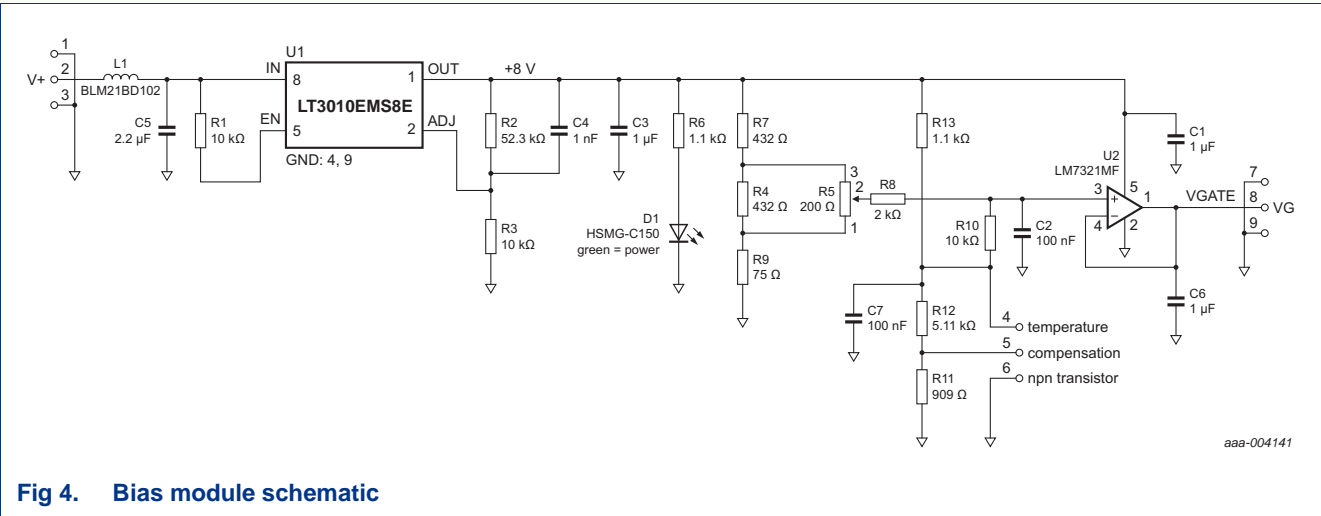 1
V+ 2
3
L1
BLM21BD102
C5
2.2 µF
R1
10 kΩ
U1
IN
8
EN
5
LT3010EMS8E
1
OUT
2
ADJ
GND: 4, 9
+8 V
R2
52.3 kΩ
C4
1 nF
R3
10 kΩ
C3
1 µF
R6
1.1 kΩ
D1
HSMG-C150
green = power
R7
432 Ω
R4
432 Ω
R9
75 Ω
3
R5
200 Ω
2
1
R8
2 kΩ
R13
1.1 kΩ
R10
10 kΩ
C2
100 nF
C7
100 nF
R12
5.11 kΩ
R11
909 Ω
4
temperature
5
compensation
6
npn transistor
U2
LM7321MF
3
+
4
−
5
2
1
C1
1 µF
VGATE
C6
1 µF
7
8 VG
9
aaa-004141
Fig 4. Bias module schematic